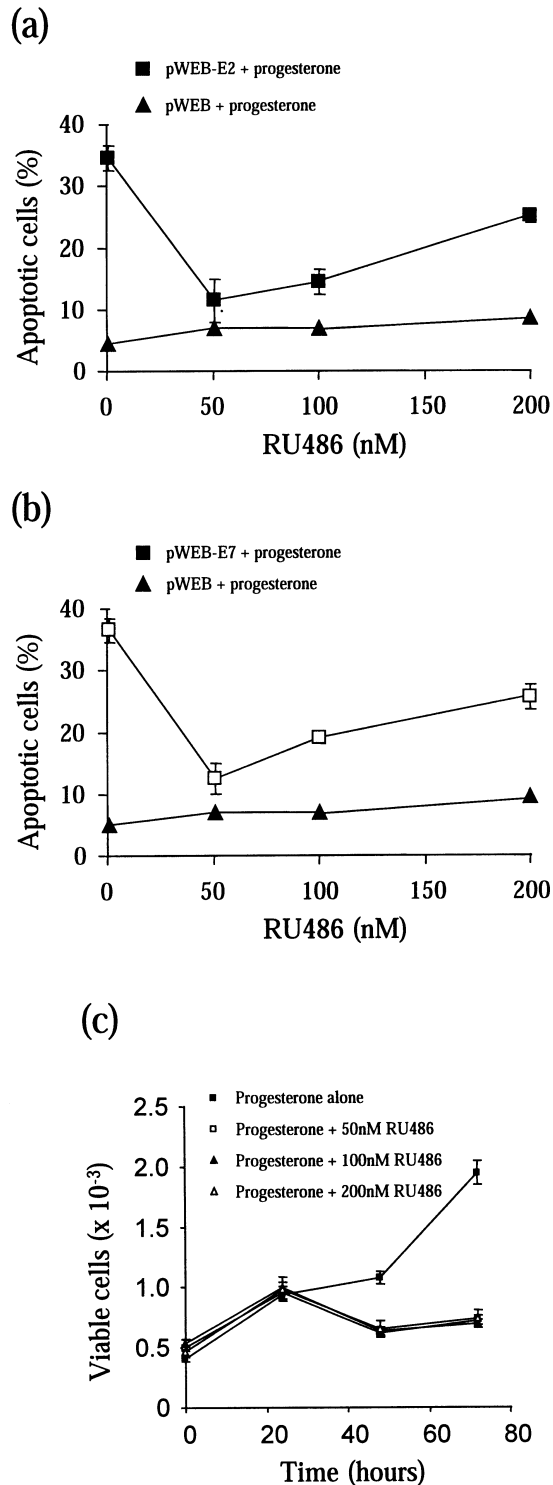 (a)
pWEB-E2 + progesterone
pWEB + progesterone
40
30
20
10
0
Apoptotic cells (%)
0 50 100 150 200
RU486 (nM)
(b)
pWEB-E7 + progesterone
pWEB + progesterone
40
30
20
10
0
Apoptotic cells (%)
0 50 100 150 200
RU486 (nM)
(c)
Progesterone alone
Progesterone + 50nM RU486
Progesterone + 100nM RU486
Progesterone + 200nM RU486
2.5
2.0
1.5
1.0
0.5
0
Viable cells (x 10-3)
0 20 40 60 80
Time (hours)